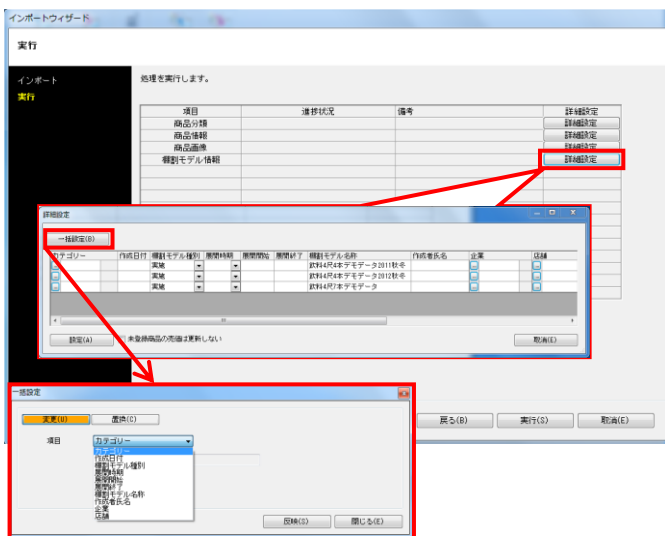 インポートウィザード
実行
インポート
実行
処理を実行します。
項目 進捗状況 備考 詳細設定
商品分類 詳細設定
商品情報 詳細設定
商品画像 詳細設定
棚割モデル情報 詳細設定
詳細設定
一括設定(B)
カテゴリー 作成日付 棚割モデル種別 展開時期 展開開始 展開終了 棚割モデル名称 作成者氏名 企業 店舗
実施 飲料4尺4本デモデータ2011秋冬
実施 飲料4尺4本デモデータ2012秋冬
実施 飲料4尺7本デモデータ
設定(A) 未登録商品の売価は更新しない 取消(E)
一括設定
変更(U) 置換(C)
項目 カテゴリー
カテゴリー
作成日付
棚割モデル種別
展開時期
展開開始
展開終了
棚割モデル名称
作成者氏名
企業
店舗
反映(S) 閉じる(E)
戻る(B) 実行(S) 取消(E)